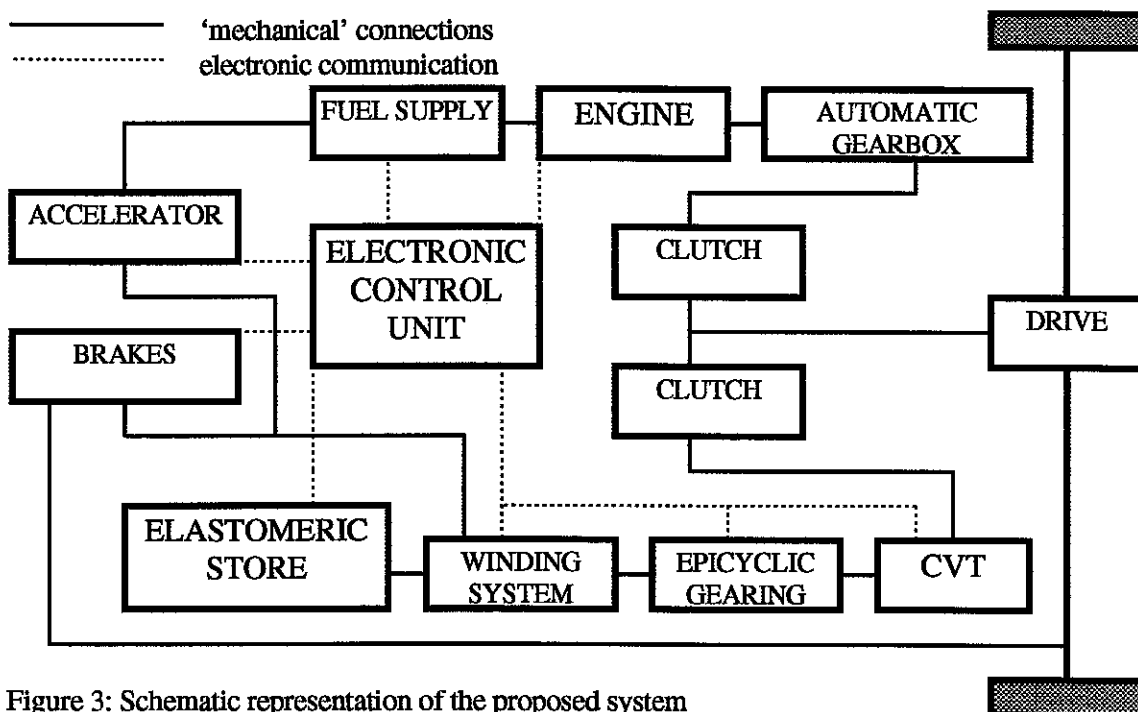 'mechanical' connections
electronic communication
FUEL SUPPLY
ENGINE
AUTOMATIC
GEARBOX
ACCELERATOR
ELECTRONIC
CONTROL
UNIT
CLUTCH
DRIVE
BRAKES
CLUTCH
ELASTOMERIC
STORE
WINDING
SYSTEM
EPICYCLIC
GEARING
CVT
Figure 3: Schematic representation of the proposed system